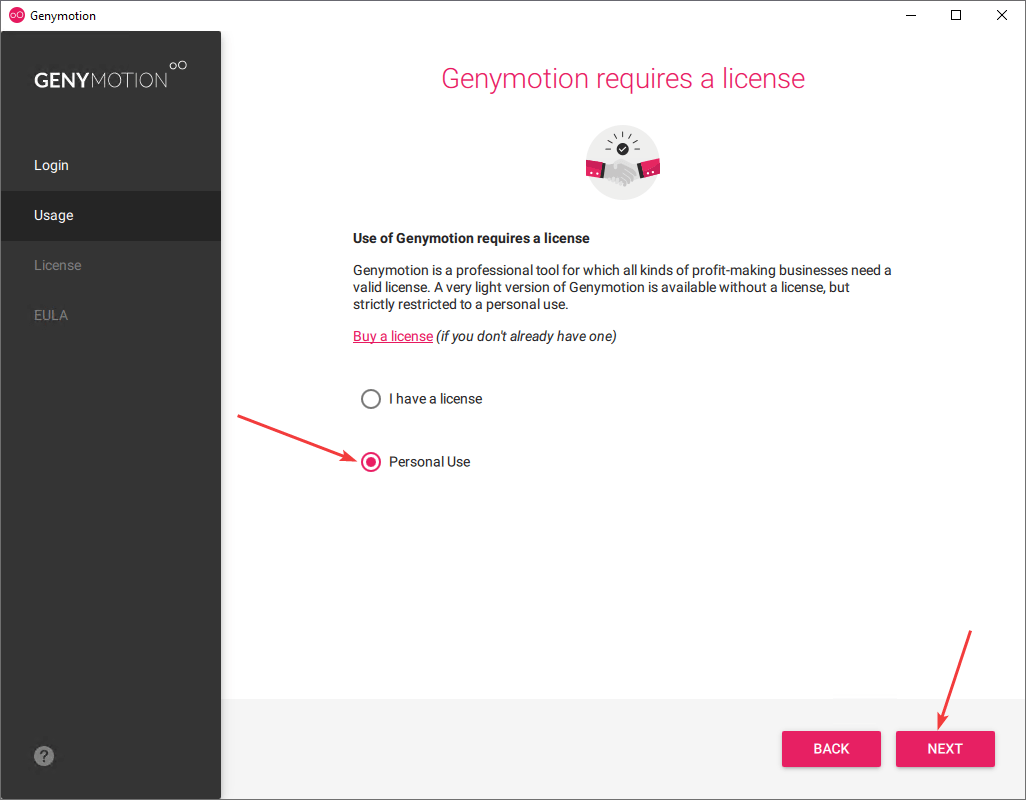 Genymotion
GENYMOTION
Login
Usage
License
EULA
Genymotion requires a license
Use of Genymotion requires a license
Genymotion is a professional tool for which all kinds of profit-making businesses need a
valid license. A very light version of Genymotion is available without a license, but
strictly restricted to a personal use.
Buy a license (if you don't already have one)
I have a license
Personal Use
?
BACK
NEXT